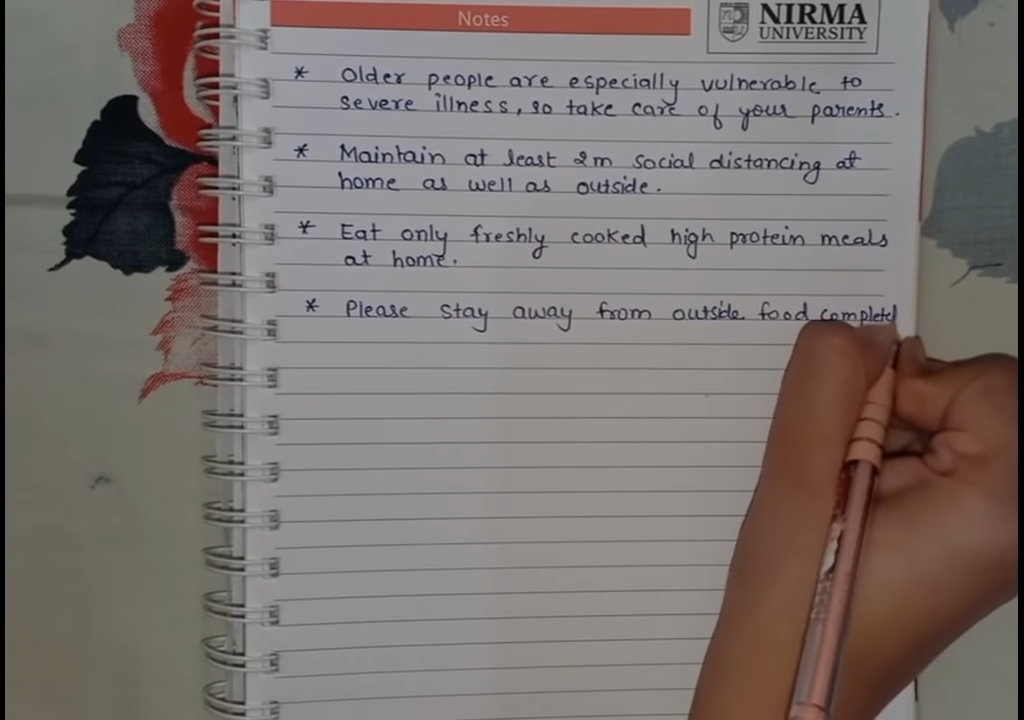 Notes
NIRMA
UNIVERSITY
* Older people are especially vulnerable to
severe illness, so take care of your parents.
* Maintain at least 2m social distancing at
home as well as outside.
* Eat only freshly cooked high protein meals
at home.
* Please stay away from outside food completel